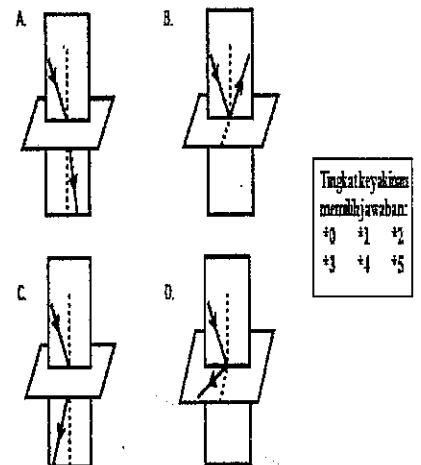 A.
B.
Tingkat keyakinan
memilih jawaban:
*0 *1 *2
*3 *4 *5
C.
D.